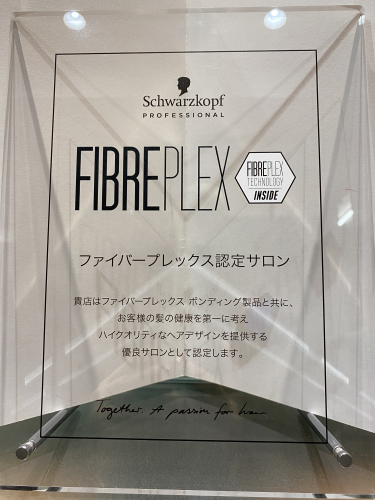 Schwarzkopf
PROFESSIONAL
FIBREPLEX
FIBREPLEX
TECHNOLOGY
INSIDE
ファイバープレックス認定サロン
貴店はファイバープレックス ボンディング製品と共に、
お客様の髪の健康を第一に考え
ハイクオリティなヘアデザインを提供する
優良サロンとして認定します。
Together. A passion for hair.